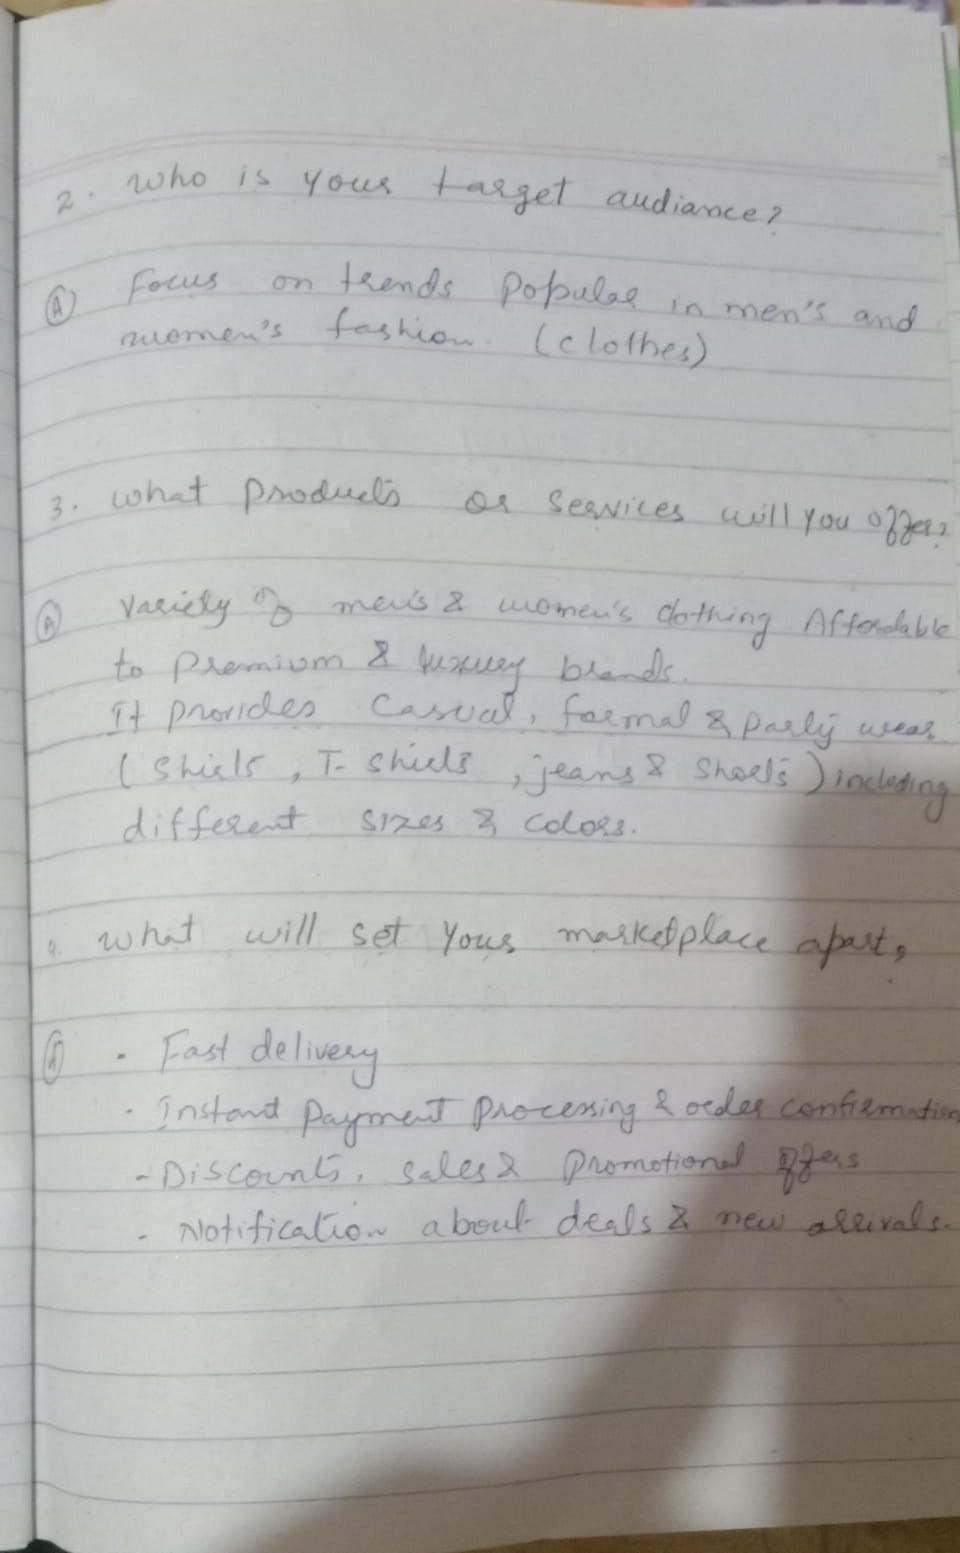 2. who is your target audiance?
(A) Focus on trends Popular in men's and
women's fashion. (clothes)
3. what products or services will you offer?
(A) Variety of men's & women's clothing Affordable
to premium & luxury brands.
It provides Casual, formal & party wear
(Shirts, T-shirts, jeans & Shorts) including
different sizes & colors.
4. what will set your marketplace apart?
(A) • Fast delivery
• Instant payment processing & order confirmation
- Discounts, sales & promotional offers
- Notification about deals & new arrivals.